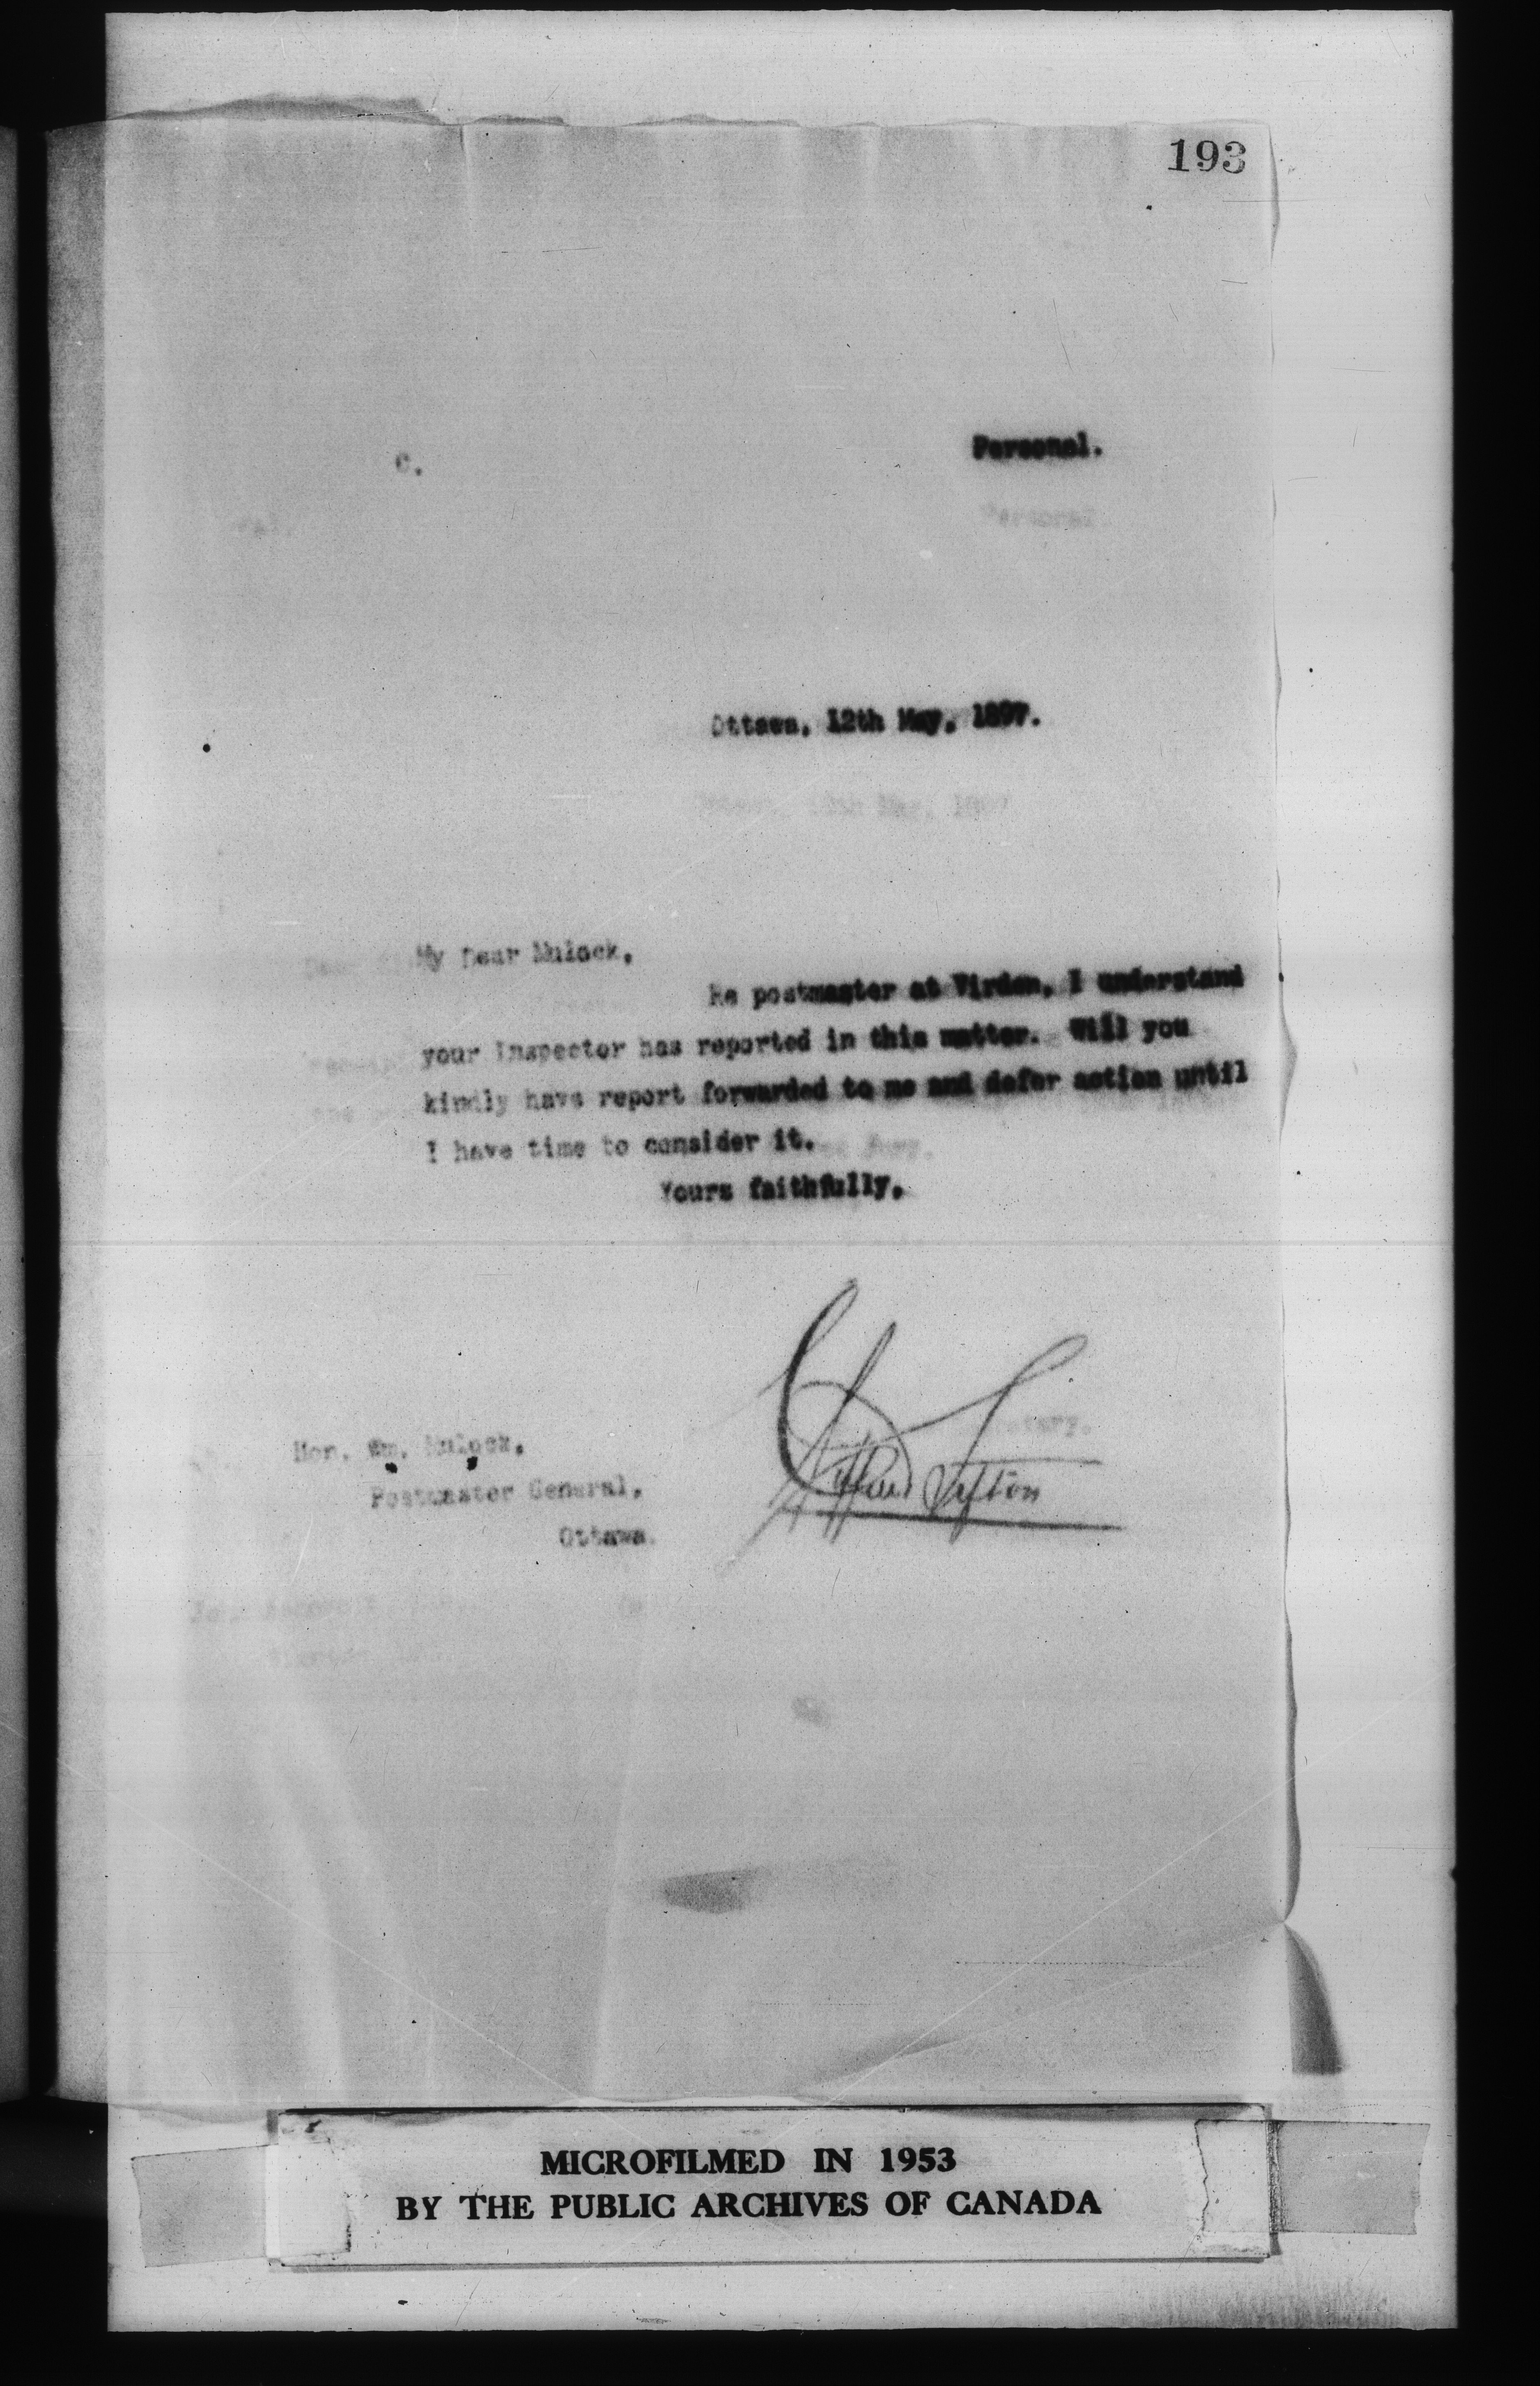 193
C.
Personal.
Ottawa, 12th May, 1897.
My Dear Mulock,
Re postmaster at Virden, I understand
your Inspector has reported in this matter. Will you
kindly have report forwarded to me and defer action until
I have time to consider it.
Yours faithfully,
Clifford Sifton
Hon. Wm. Mulock,
Postmaster General,
Ottawa.
MICROFILMED IN 1953
BY THE PUBLIC ARCHIVES OF CANADA